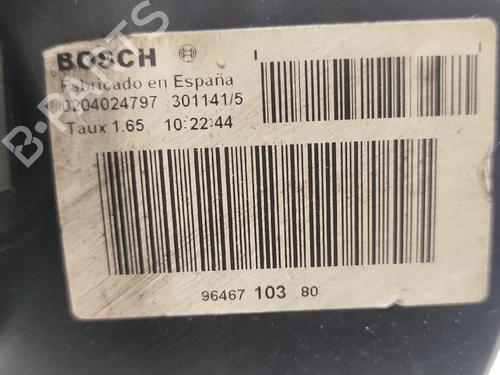 BOSCH
Fabricado en España
0204024797 301141/5
Taux 1.65 10:22:44
96467 103 80
B-PARTS